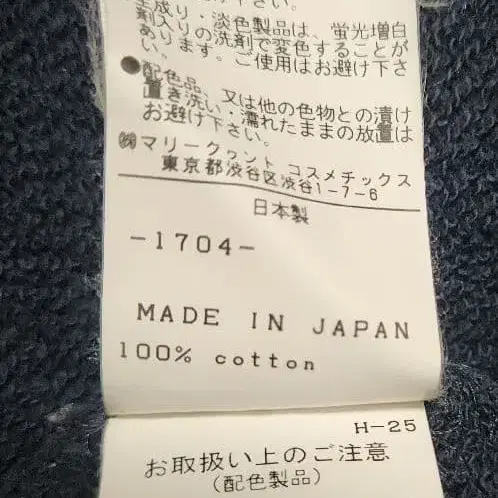 生成り・淡色製品は、蛍光増白
剤入りの洗剤で変色することが
あります。ご使用はお避け下さ
い。
●配色品、又は他の色物との漬け
置き洗い・濡れたままの放置は
お避け下さい。
㈱マリークヮント コスメチックス
東京都渋谷区渋谷1-7-6
日本製
-1704-
MADE IN JAPAN
100% cotton
H-25
お取扱い上のご注意
(配色製品)